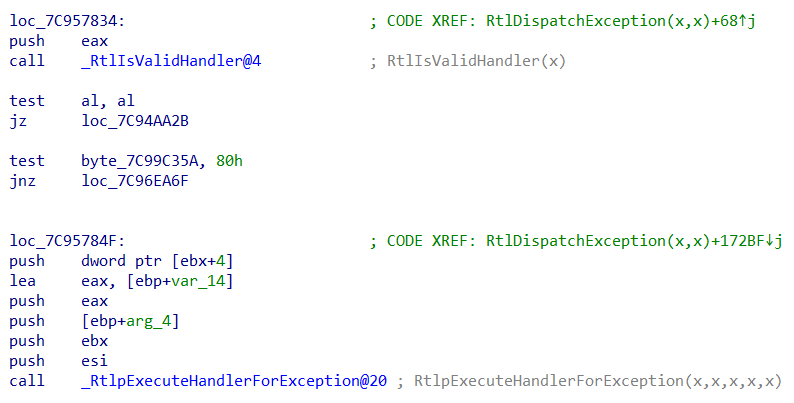 loc_7C957834: ; CODE XREF: RtlDispatchException(x,x)+68↑j
push eax
call _RtlIsValidHandler@4 ; RtlIsValidHandler(x)
test al, al
jz loc_7C94AA2B
test byte_7C99C35A, 80h
jnz loc_7C96EA6F
loc_7C95784F: ; CODE XREF: RtlDispatchException(x,x)+172BF↓j
push dword ptr [ebx+4]
lea eax, [ebp+var_14]
push eax
push [ebp+arg_4]
push ebx
push esi
call _RtlpExecuteHandlerForException@20 ; RtlpExecuteHandlerForException(x,x,x,x,x)